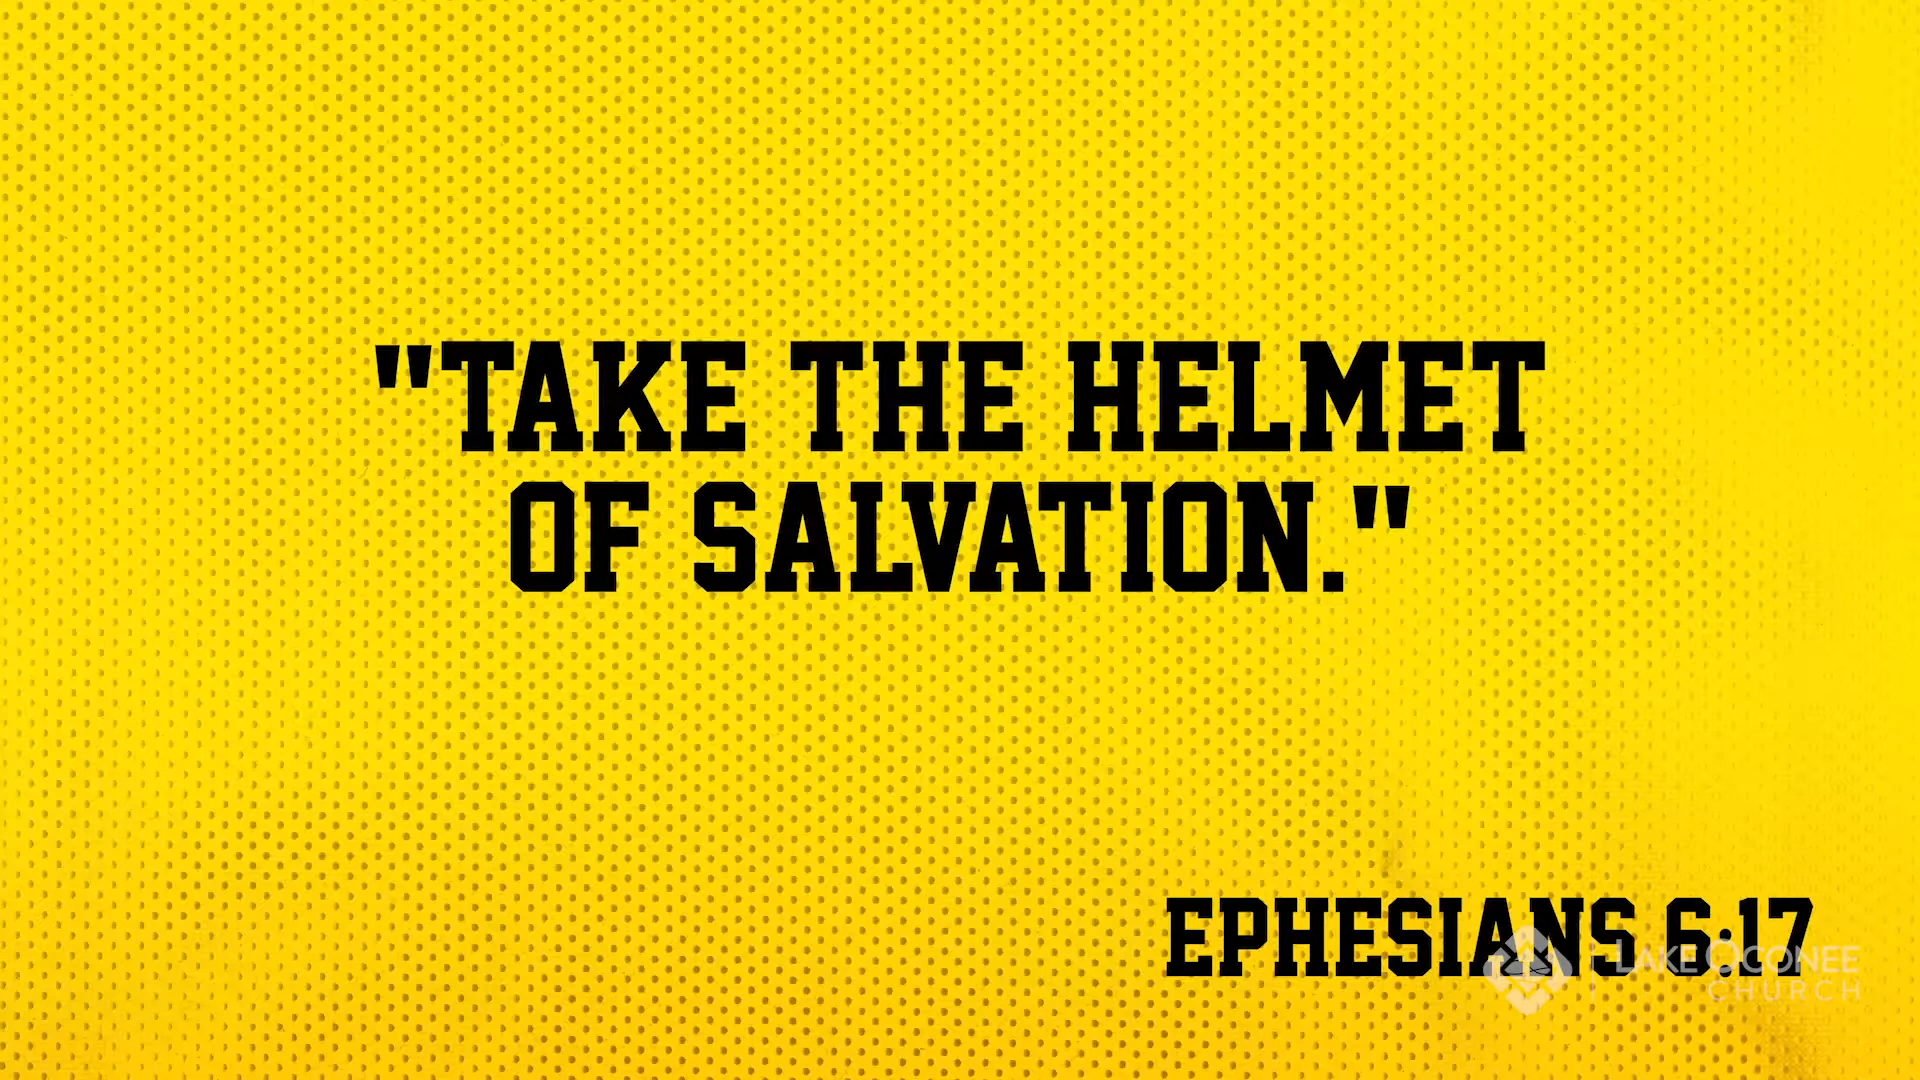 "TAKE THE HELMET
OF SALVATION."
EPHESIANS 6:17
LAKE OCONEE
CHURCH